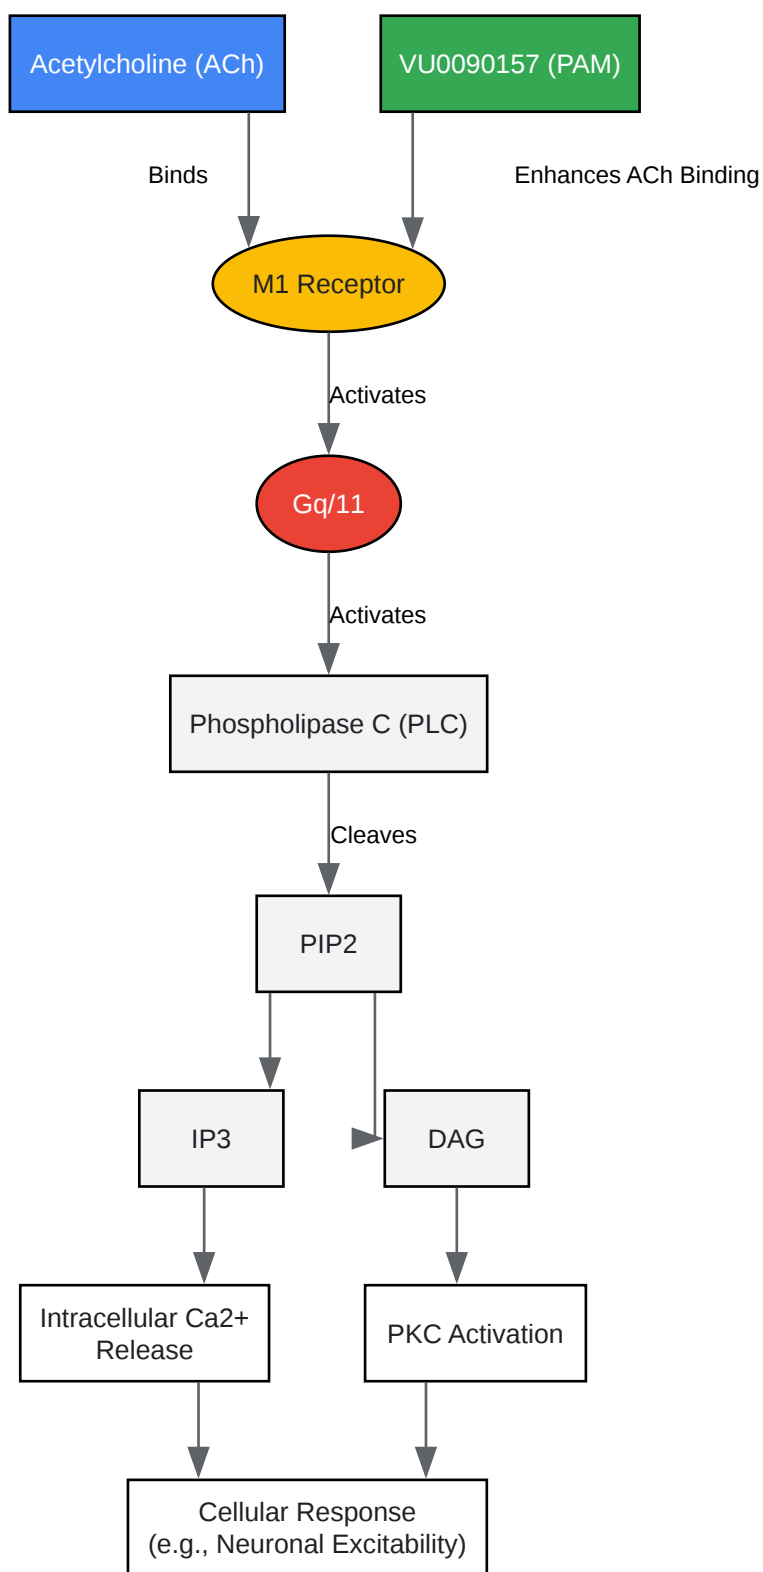 Acetylcholine (ACh)
VU0090157 (PAM)
Binds
Enhances ACh Binding
M1 Receptor
Activates
Gq/11
Activates
Phospholipase C (PLC)
Cleaves
PIP2
IP3
DAG
Intracellular Ca2+
Release
PKC Activation
Cellular Response
(e.g., Neuronal Excitability)